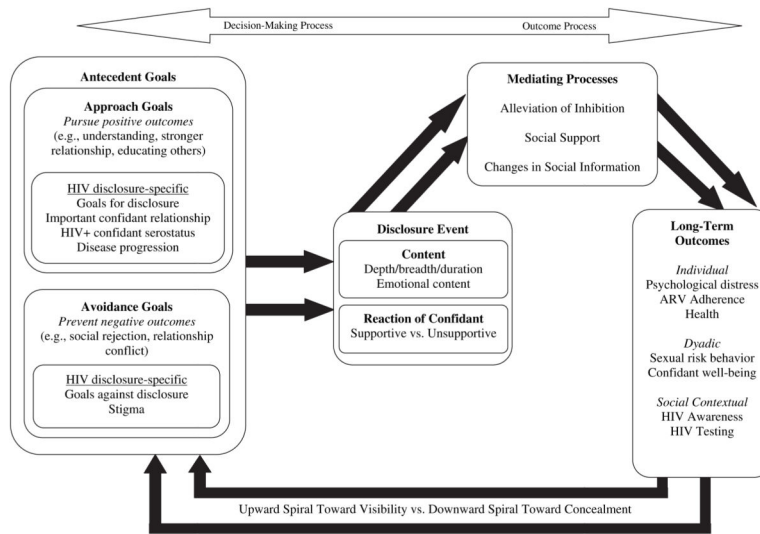 Decision-Making Process
Outcome Process
Antecedent Goals
Approach Goals
Pursue positive outcomes
(e.g., understanding, stronger
relationship, educating others)
HIV disclosure-specific
Goals for disclosure
Important confidant relationship
HIV+ confidant serostatus
Disease progression
Avoidance Goals
Prevent negative outcomes
(e.g., social rejection, relationship
conflict)
HIV disclosure-specific
Goals against disclosure
Stigma
Disclosure Event
Content
Depth/breadth/duration
Emotional content
Reaction of Confidant
Supportive vs. Unsupportive
Mediating Processes
Alleviation of Inhibition
Social Support
Changes in Social Information
Long-Term
Outcomes
Individual
Psychological distress
ARV Adherence
Health
Dyadic
Sexual risk behavior
Confidant well-being
Social Contextual
HIV Awareness
HIV Testing
Upward Spiral Toward Visibility vs. Downward Spiral Toward Concealment